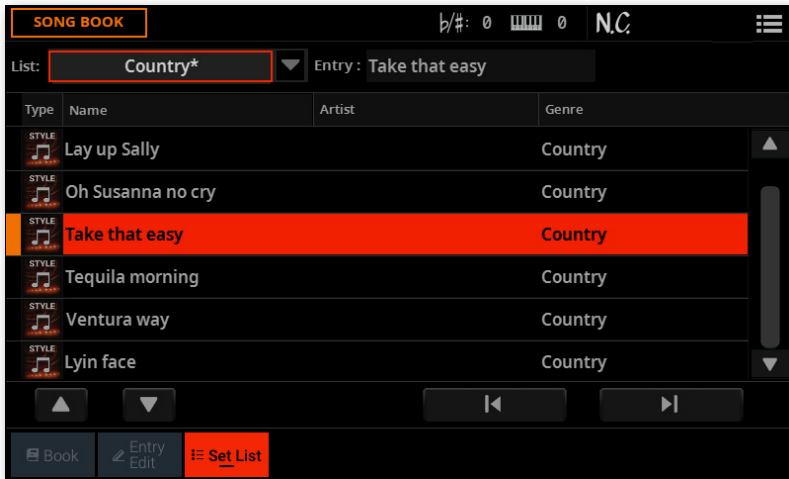 SONG BOOK
♭/#: 0 0 N.C.
List: Country* Entry : Take that easy
Type Name Artist Genre
STYLE Lay up Sally Country
STYLE Oh Susanna no cry Country
STYLE Take that easy Country
STYLE Tequila morning Country
STYLE Ventura way Country
STYLE Lyin face Country
Book Entry Edit Set List